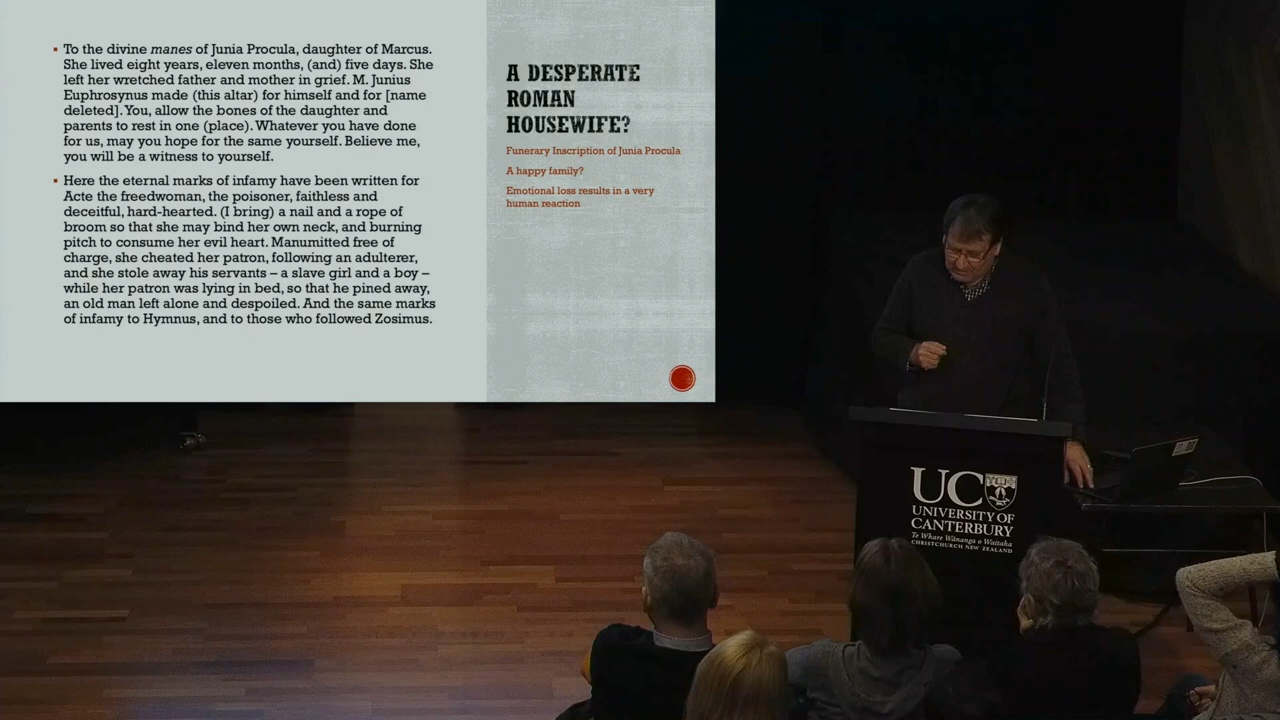 To the divine manes of Junia Procula, daughter of Marcus.
She lived eight years, eleven months, (and) five days. She
left her wretched father and mother in grief. M. Junius
Euphrosynus made (this altar) for himself and for [name
deleted]. You, allow the bones of the daughter and
parents to rest in one (place). Whatever you have done
for us, may you hope for the same yourself. Believe me,
you will be a witness to yourself.
Here the eternal marks of infamy have been written for
Acte the freedwoman, the poisoner, faithless and
deceitful, hard-hearted. (I bring) a nail and a rope of
broom so that she may bind her own neck, and burning
pitch to consume her evil heart. Manumitted free of
charge, she cheated her patron, following an adulterer,
and she stole away his servants – a slave girl and a boy –
while her patron was lying in bed, so that he pined away,
an old man left alone and despoiled. And the same marks
of infamy to Hymnus, and to those who followed Zosimus.
A DESPERATE
ROMAN
HOUSEWIFE?
Funerary Inscription of Junia Procula
A happy family?
Emotional loss results in a very
human reaction
UC
UNIVERSITY OF
CANTERBURY
Te Whare Wānanga o Waitaha
CHRISTCHURCH NEW ZEALAND